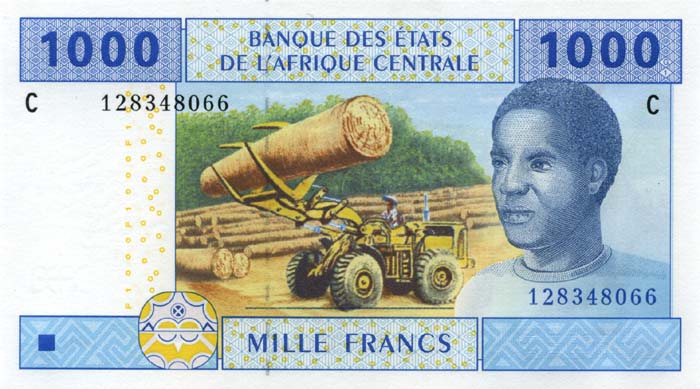 1000
BANQUE DES ÉTATS
DE L'AFRIQUE CENTRALE
1000
C 128348066
C
128348066
MILLE FRANCS